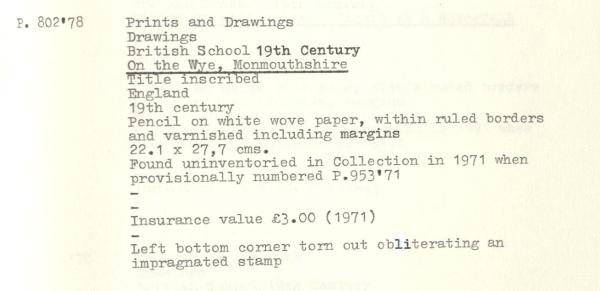 P. 802'78 Prints and Drawings
Drawings
British School 19th Century
On the Wye, Monmouthshire
Title inscribed
England
19th century
Pencil on white wove paper, within ruled borders
and varnished including margins
22.1 x 27,7 cms.
Found uninventoried in Collection in 1971 when
provisionally numbered P.953'71
-
-
Insurance value £3.00 (1971)
-
Left bottom corner torn out obliterating an
impragnated stamp